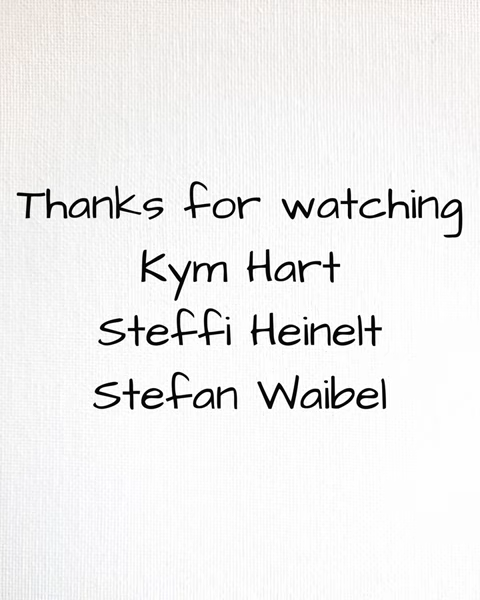 Thanks for watching
Kym Hart
Steffi Heinelt
Stefan Waibel